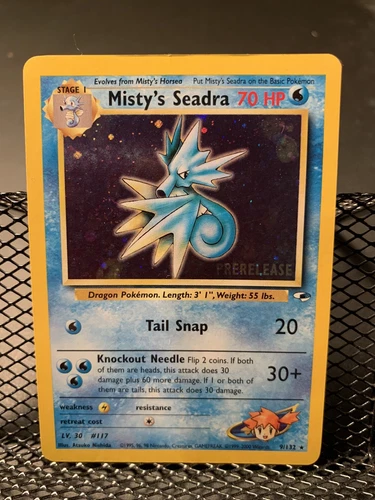 Evolves from Misty's Horsea Put Misty's Seadra on the Basic Pokémon
STAGE 1
Misty's Seadra 70 HP
PRERELEASE
Dragon Pokémon. Length: 3' 1", Weight: 55 lbs.
Tail Snap 20
Knockout Needle Flip 2 coins. If both
of them are heads, this attack does 30
damage plus 60 more damage. If 1 or both of
them are tails, this attack does 30 damage.
30+
weakness resistance
retreat cost
LV. 30 #117
Illus. Atsuko Nishida
9/132